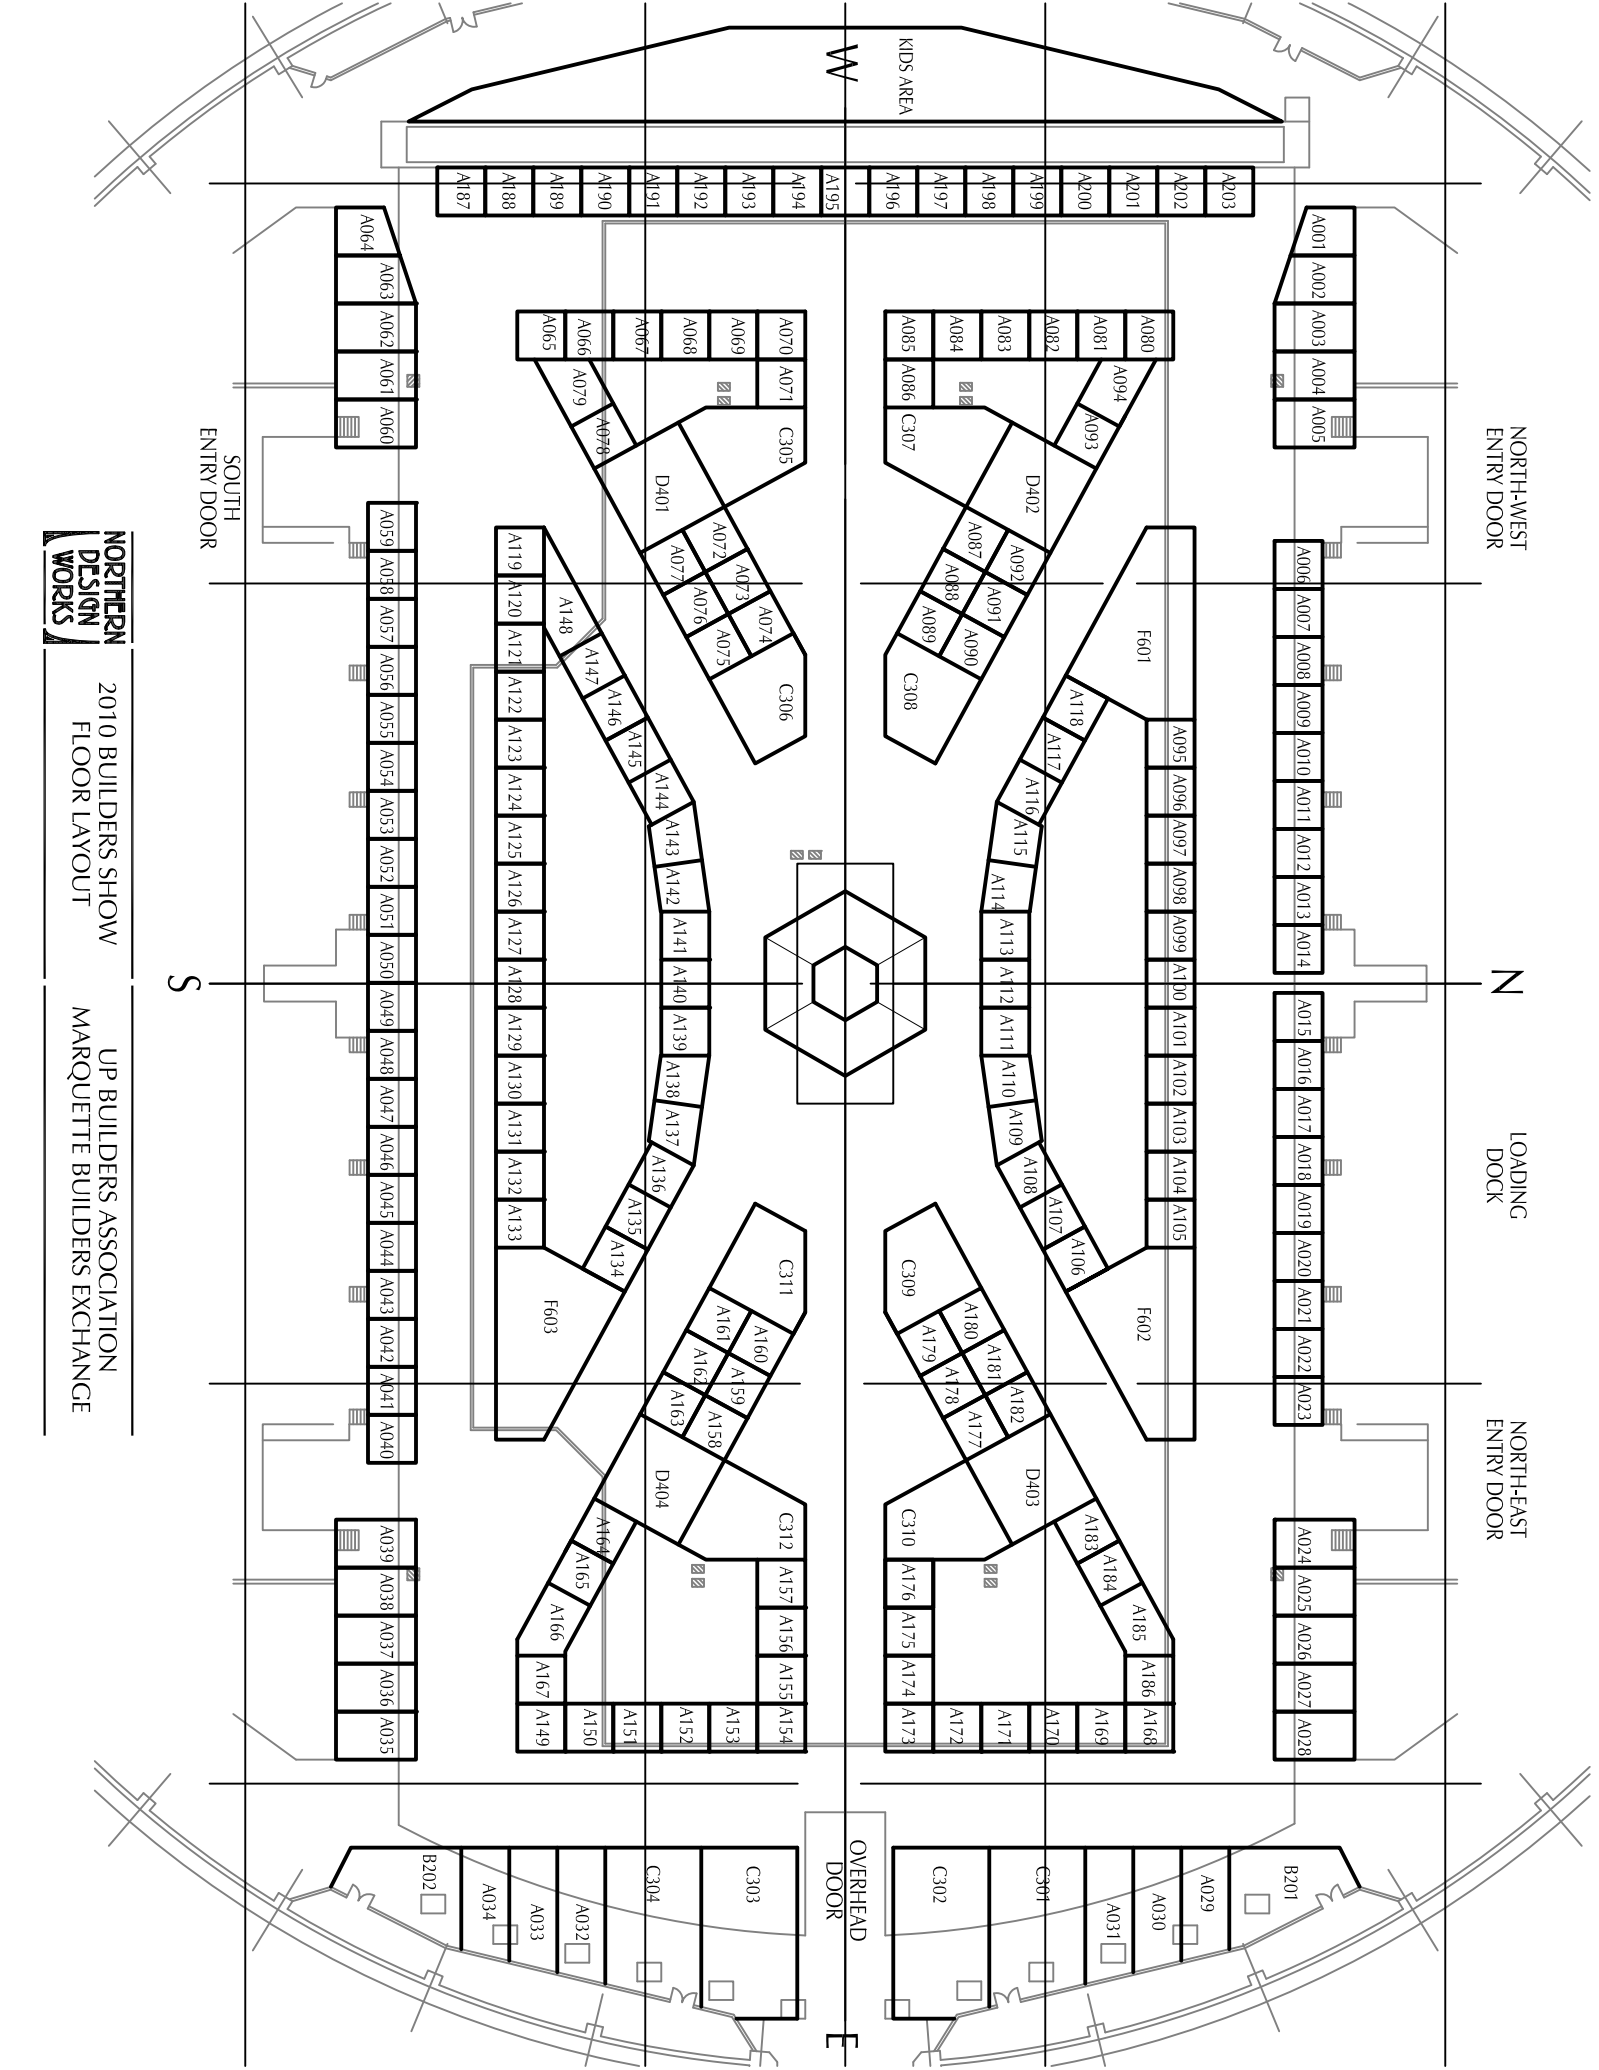 W
KIDS AREA
A187
A188
A189
A190
A191
A192
A193
A194
A195
A196
A197
A198
A199
A200
A201
A202
A203
A064
A063
A062
A061
A060
A001
A002
A003
A004
A005
A065
A066
A067
A068
A069
A070
A071
A085
A084
A083
A082
A081
A080
A086
A079
A078
A094
A093
C305
C307
D401
D402
SOUTH
ENTRY DOOR
NORTH-WEST
ENTRY DOOR
A072
A073
A074
A077
A076
A075
C306
A087
A088
A089
A092
A091
A090
C308
F601
A059
A058
A057
A056
A055
A054
A053
A052
A051
A050
A049
A048
A047
A046
A045
A044
A043
A042
A041
A040
A119
A120
A121
A122
A123
A124
A125
A126
A127
A128
A129
A130
A131
A132
A133
F603
A148
A147
A146
A145
A144
A143
A142
A141
A140
A139
A138
A137
A136
A135
A134
A118
A117
A116
A115
A114
A113
A112
A111
A110
A109
A108
A107
A106
A095
A096
A097
A098
A099
A100
A101
A102
A103
A104
A105
F602
A006
A007
A008
A009
A010
A011
A012
A013
A014
A015
A016
A017
A018
A019
A020
A021
A022
A023
S
N
LOADING
DOCK
NORTH-EAST
ENTRY DOOR
C311
C309
A161
A160
A162
A159
A163
A158
A180
A179
A181
A178
A182
A177
D404
D403
C312
C310
A164
A165
A166
A167
A183
A184
A185
A186
A157
A156
A155
A154
A176
A175
A174
A173
A149
A150
A151
A152
A153
A172
A171
A170
A169
A168
A039
A038
A037
A036
A035
A024
A025
A026
A027
A028
B202
A034
A033
A032
C304
C303
OVERHEAD
DOOR
C302
C301
A031
A030
A029
B201
E
NORTHERN
DESIGN
WORKS
2010 BUILDERS SHOW
FLOOR LAYOUT
UP BUILDERS ASSOCIATION
MARQUETTE BUILDERS EXCHANGE